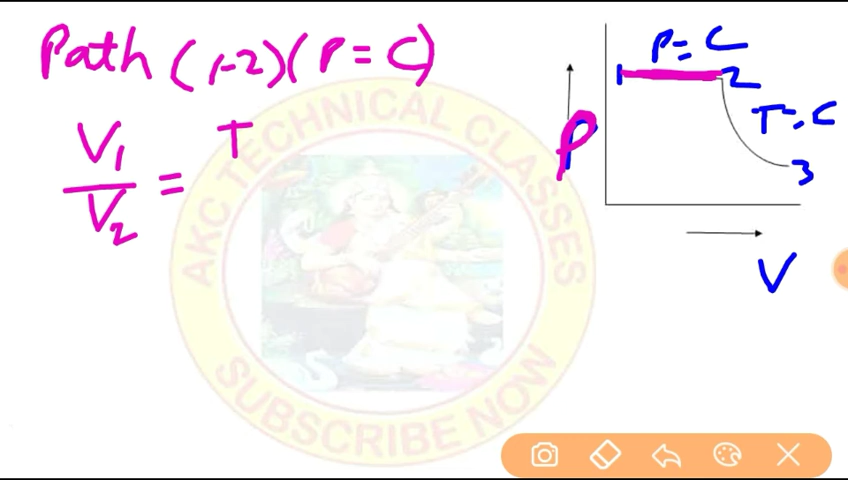 Path (1-2) (P = C)
V1/V2 = T
P = C
1
2
T = C
3
P
V
AKC TECHNICAL CLASSES
SUBSCRIBE NOW